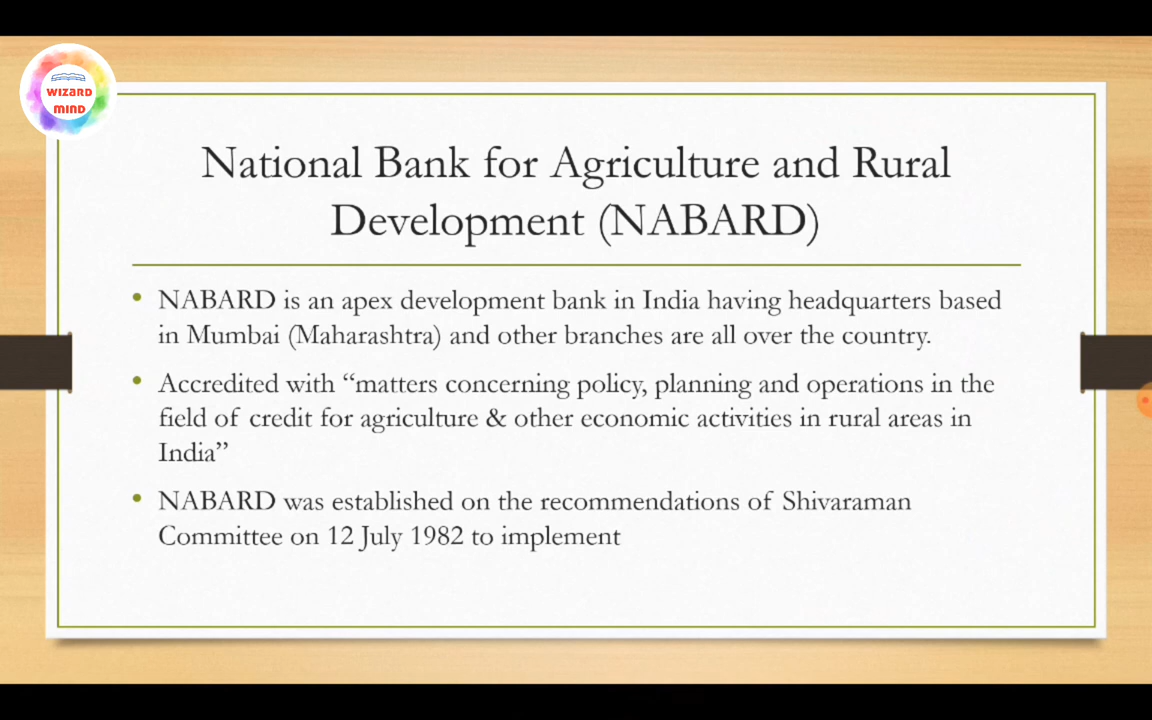 WIZARD
MIND
National Bank for Agriculture and Rural
Development (NABARD)
• NABARD is an apex development bank in India having headquarters based
in Mumbai (Maharashtra) and other branches are all over the country.
• Accredited with “matters concerning policy, planning and operations in the
field of credit for agriculture & other economic activities in rural areas in
India”
• NABARD was established on the recommendations of Shivaraman
Committee on 12 July 1982 to implement